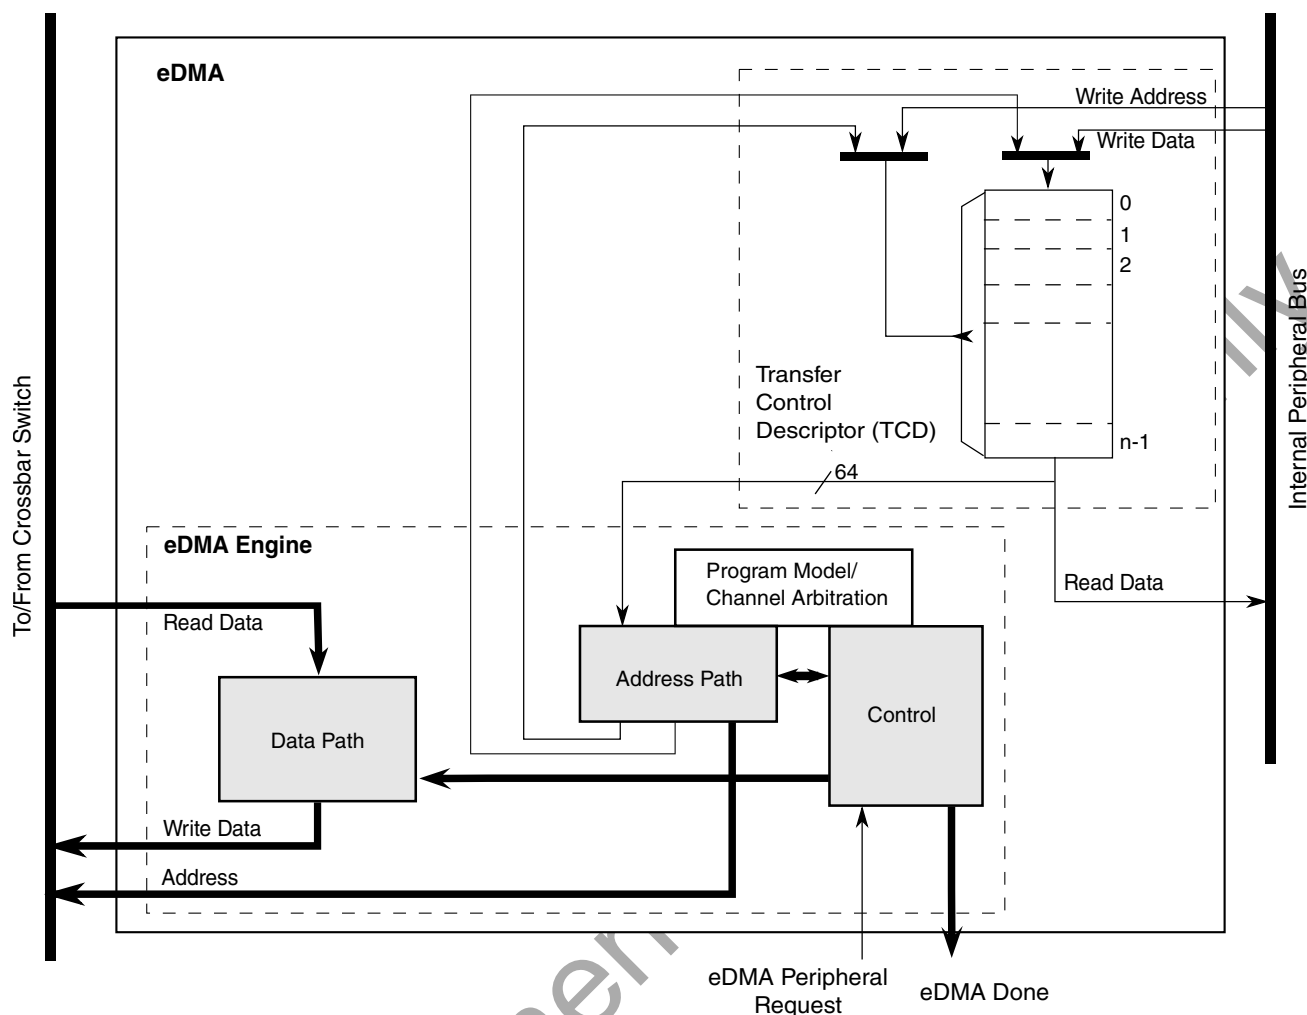 eDMA
Write Address
Write Data
0
1
2
n-1
Transfer
Control
Descriptor (TCD)
64
To/From Crossbar Switch
Internal Peripheral Bus
eDMA Engine
Program Model/
Channel Arbitration
Read Data
Read Data
Address Path
Control
Data Path
Write Data
Address
eDMA Peripheral
Request
eDMA Done